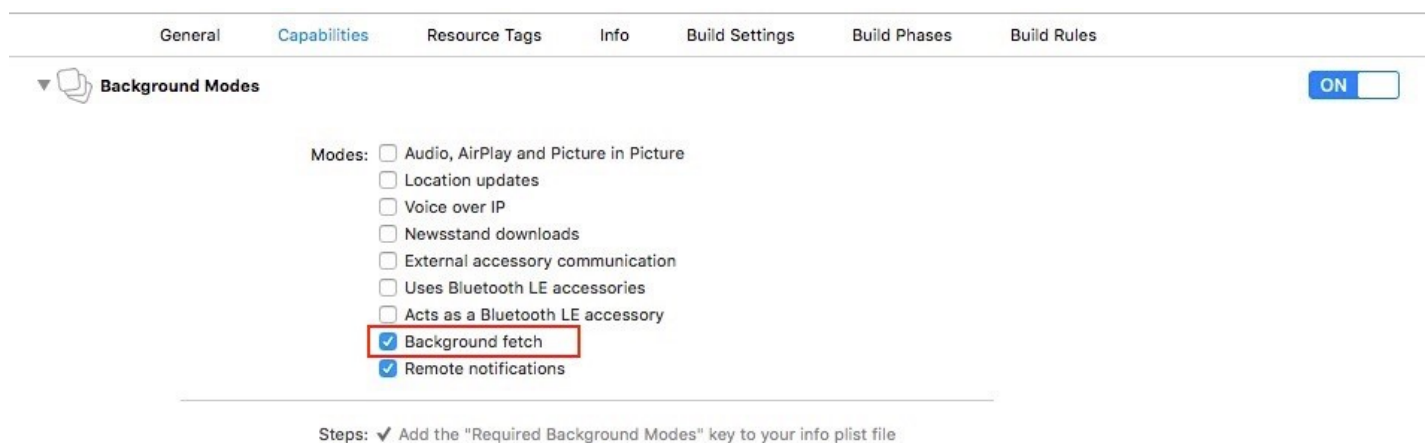 General Capabilities Resource Tags Info Build Settings Build Phases Build Rules
Background Modes ON
Modes: Audio, AirPlay and Picture in Picture
Location updates
Voice over IP
Newsstand downloads
External accessory communication
Uses Bluetooth LE accessories
Acts as a Bluetooth LE accessory
Background fetch
Remote notifications
Steps: ✓ Add the "Required Background Modes" key to your info plist file